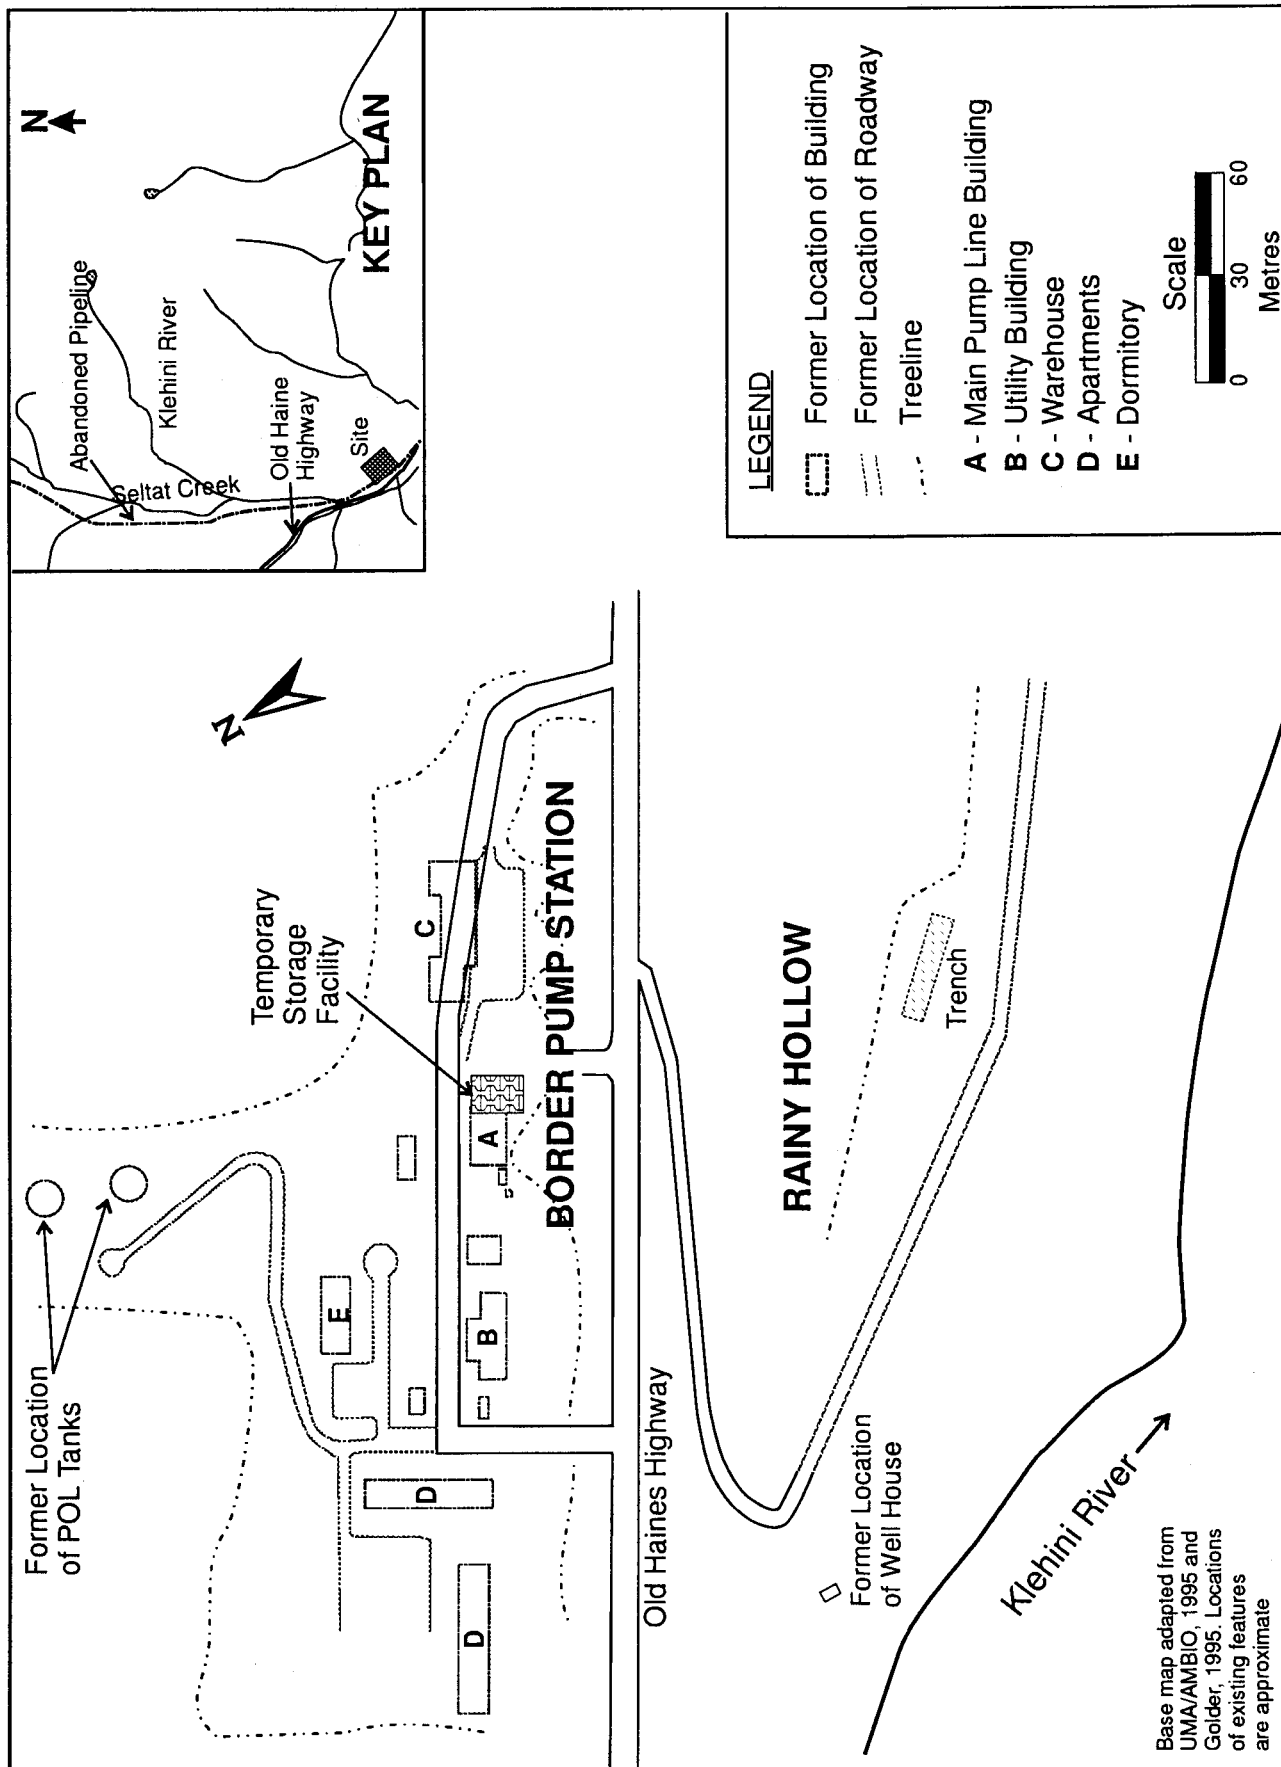 Former Location
of POL Tanks
Temporary
Storage
Facility
N
N
Abandoned Pipeline
Seltat Creek
Klehini River
Old Haine
Highway
Site
KEY PLAN
E
C
D
D
B
A
BORDER PUMP STATION
Old Haines Highway
RAINY HOLLOW
Trench
Former Location
of Well House
Klehini River
Base map adapted from
UMA/AMBIO, 1995 and
Golder, 1995. Locations
of existing features
are approximate
LEGEND
Former Location of Building
Former Location of Roadway
Treeline
A - Main Pump Line Building
B - Utility Building
C - Warehouse
D - Apartments
E - Dormitory
Scale
0 30 60
Metres